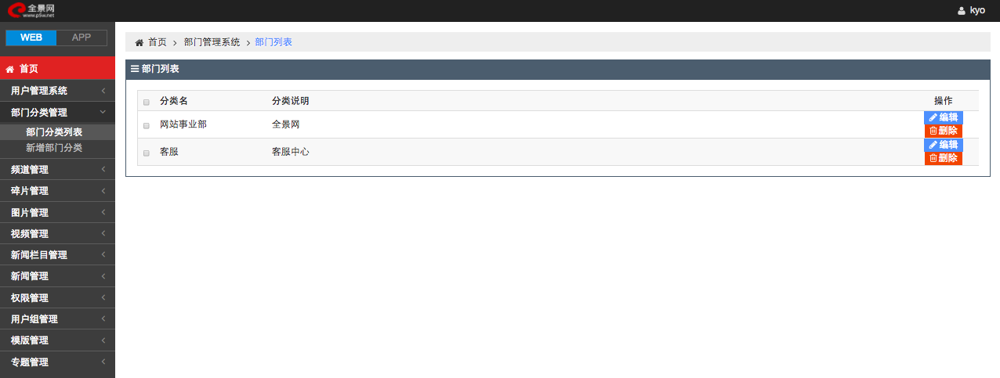 全景网
www.p5w.net
kyo
WEB APP
首页
用户管理系统
部门分类管理
部门分类列表
新增部门分类
频道管理
碎片管理
图片管理
视频管理
新闻栏目管理
新闻管理
权限管理
用户组管理
模版管理
专题管理
首页 > 部门管理系统 > 部门列表
部门列表
分类名 分类说明 操作
网站事业部 全景网 编辑
删除
客服 客服中心 编辑
删除